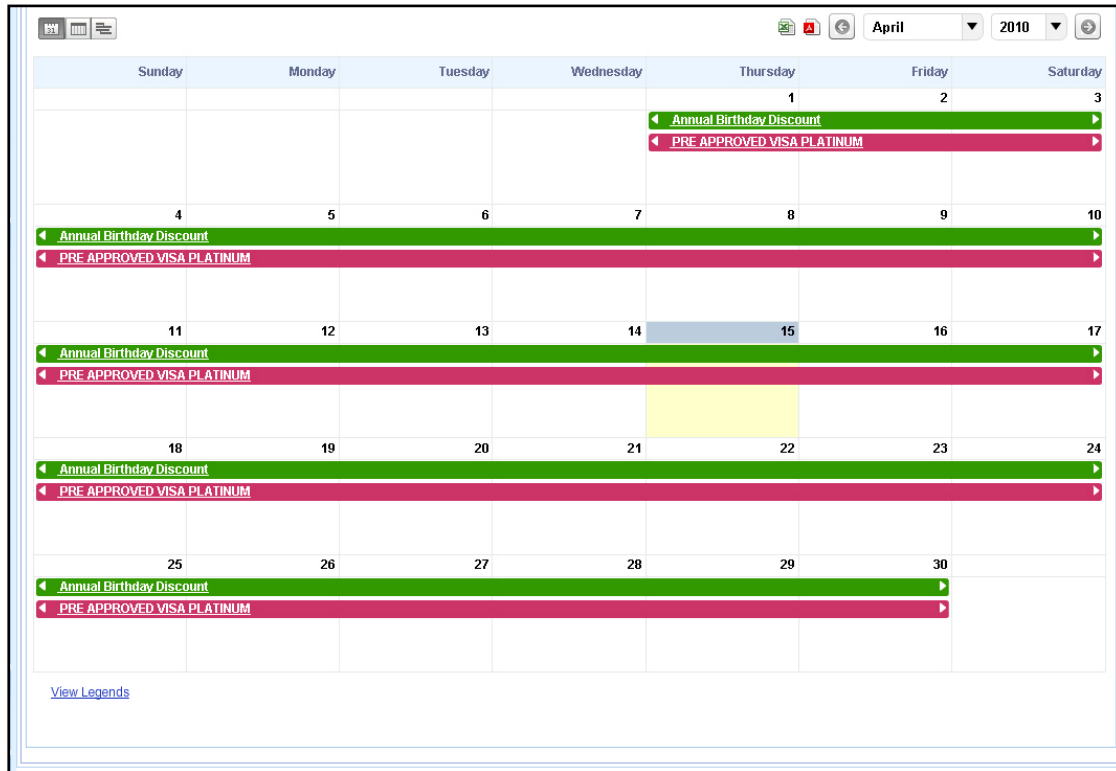 31 April 2010
Sunday Monday Tuesday Wednesday Thursday Friday Saturday
1 2 3
Annual Birthday Discount
PRE APPROVED VISA PLATINUM
4 5 6 7 8 9 10
Annual Birthday Discount
PRE APPROVED VISA PLATINUM
11 12 13 14 15 16 17
Annual Birthday Discount
PRE APPROVED VISA PLATINUM
18 19 20 21 22 23 24
Annual Birthday Discount
PRE APPROVED VISA PLATINUM
25 26 27 28 29 30
Annual Birthday Discount
PRE APPROVED VISA PLATINUM
View Legends